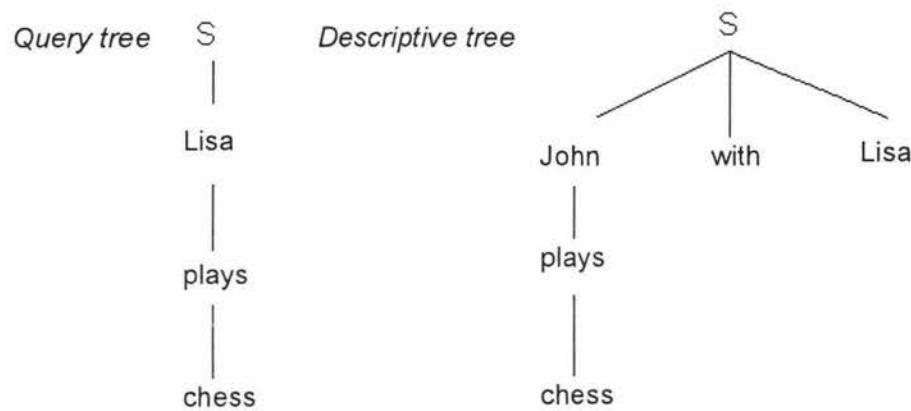 Query tree S Descriptive tree S
Lisa John with Lisa
plays plays
chess chess